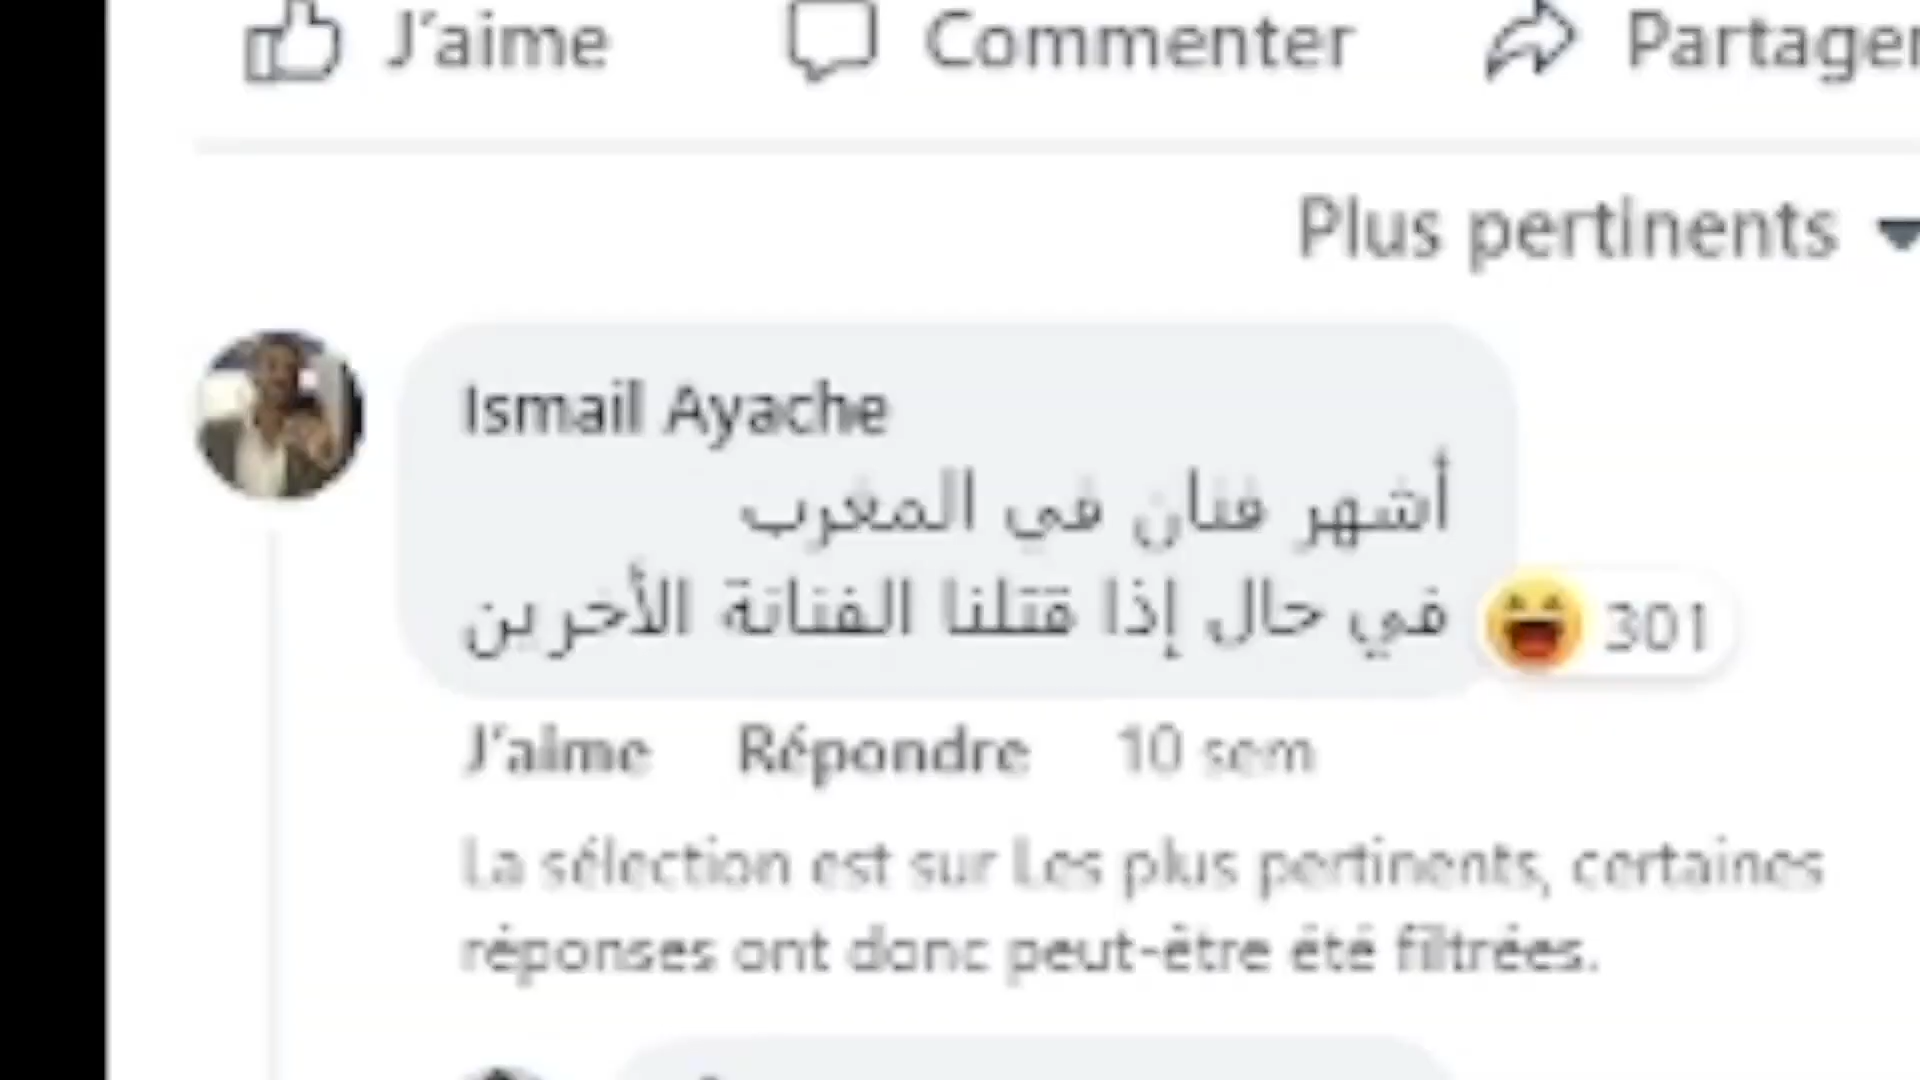 J'aime Commenter Partager
Plus pertinents
Ismail Ayache
أشهر فنان في المغرب
في حال إذا قتلنا الفنانة الأخرين
301
J'aime Répondre 10 sem
La sélection est sur Les plus pertinents, certaines
réponses ont donc peut-être été filtrées.